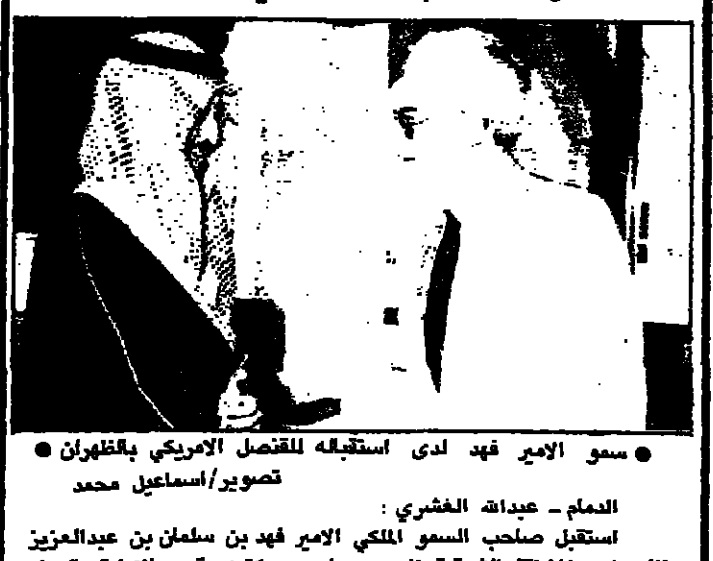 ● سمو الامير فهد لدى استقباله للقنصل الامريكي بالظهران ●
تصوير/اسماعيل محمد
الدمام ـ عبدالله الغشري :
استقبل صاحب السمو الملكي الامير فهد بن سلمان بن عبدالعزيز